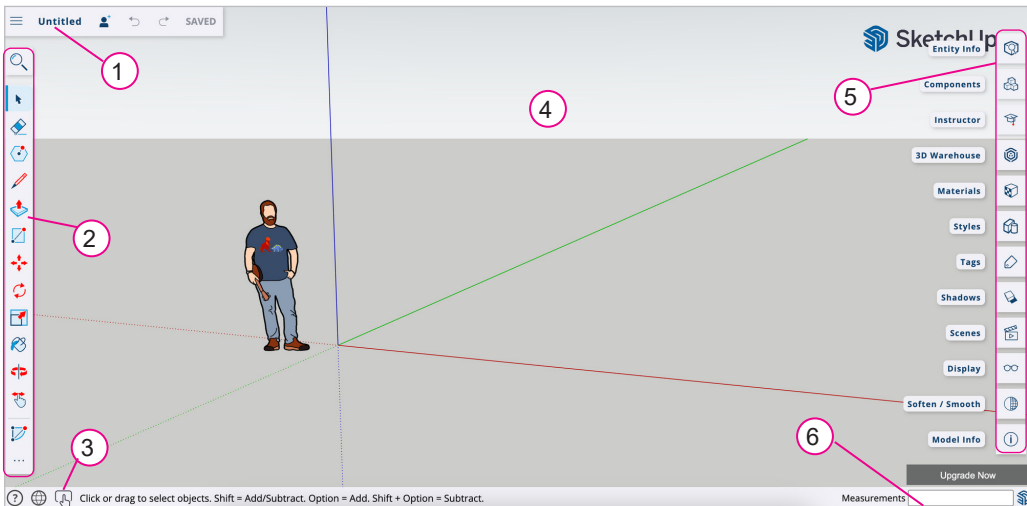 Untitled SAVED
1
SketchUp
Entity Info
5
Components
4
Instructor
3D Warehouse
Materials
2
Styles
Tags
Shadows
Scenes
Display
Soften / Smooth
3
6
Model Info
Upgrade Now
Click or drag to select objects. Shift = Add/Subtract. Option = Add. Shift + Option = Subtract.
Measurements